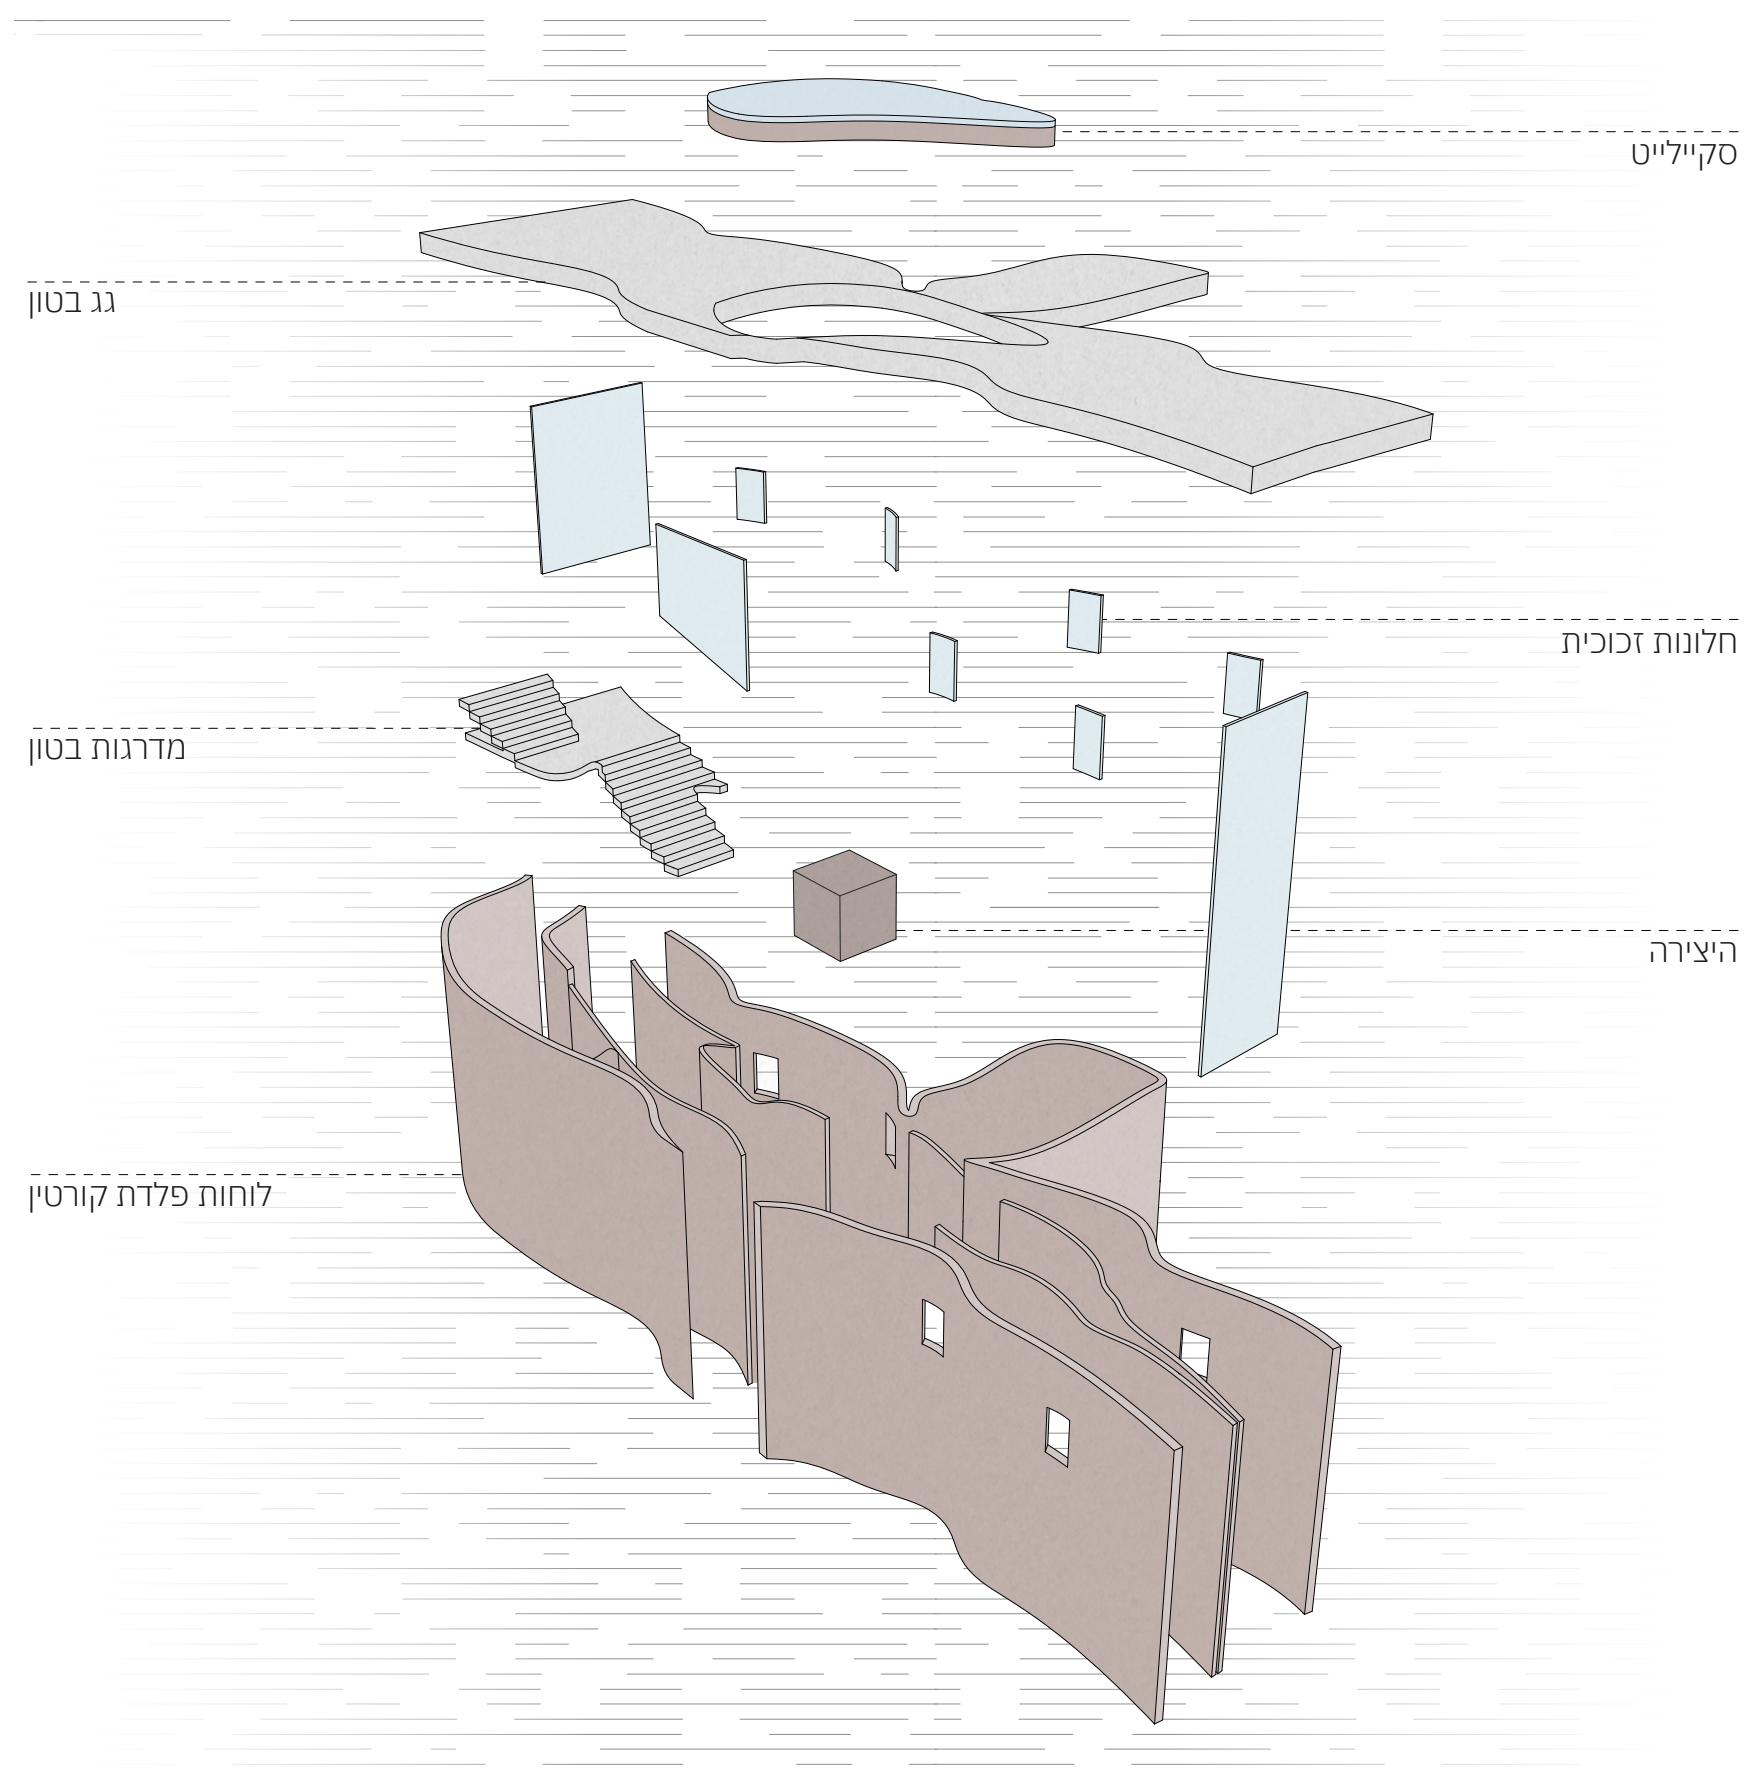 סקיילייט
גג בטון
חלונות זכוכית
מדרגות בטון
היצירה
לוחות פלדת קורטין